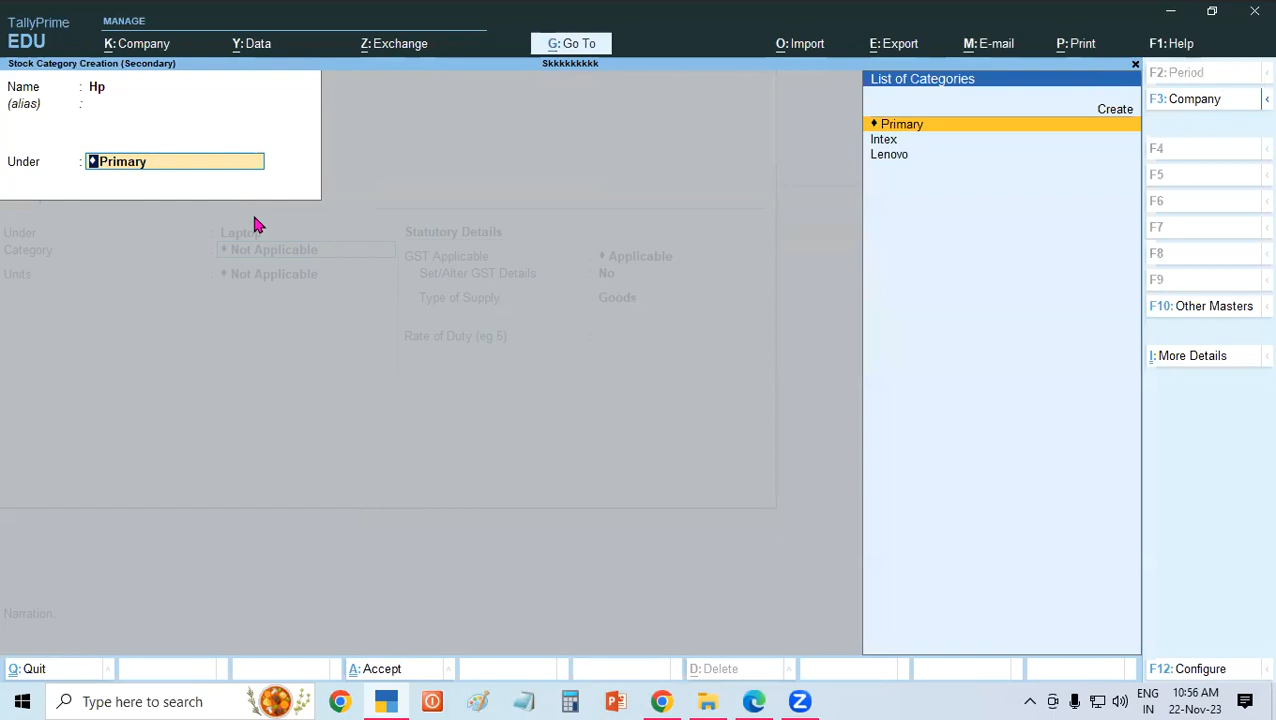 TallyPrime
EDU
MANAGE
K: Company
Y: Data
Z: Exchange
G: Go To
O: Import
E: Export
M: E-mail
P: Print
F1: Help
Stock Category Creation (Secondary)
Skkkkkkkkk
Name : Hp
(alias) :
Under : Primary
Under : Laptop
Category : Not Applicable
Units : Not Applicable
Statutory Details
GST Applicable : Applicable
Set/Alter GST Details No
Type of Supply Goods
Rate of Duty (eg 5) :
Narration:
List of Categories
Create
Primary
Intex
Lenovo
F2: Period
F3: Company
F4
F5
F6
F7
F8
F9
F10: Other Masters
I: More Details
F12: Configure
Q: Quit
A: Accept
D: Delete
Type here to search
ENG
IN
10:56 AM
22-Nov-23